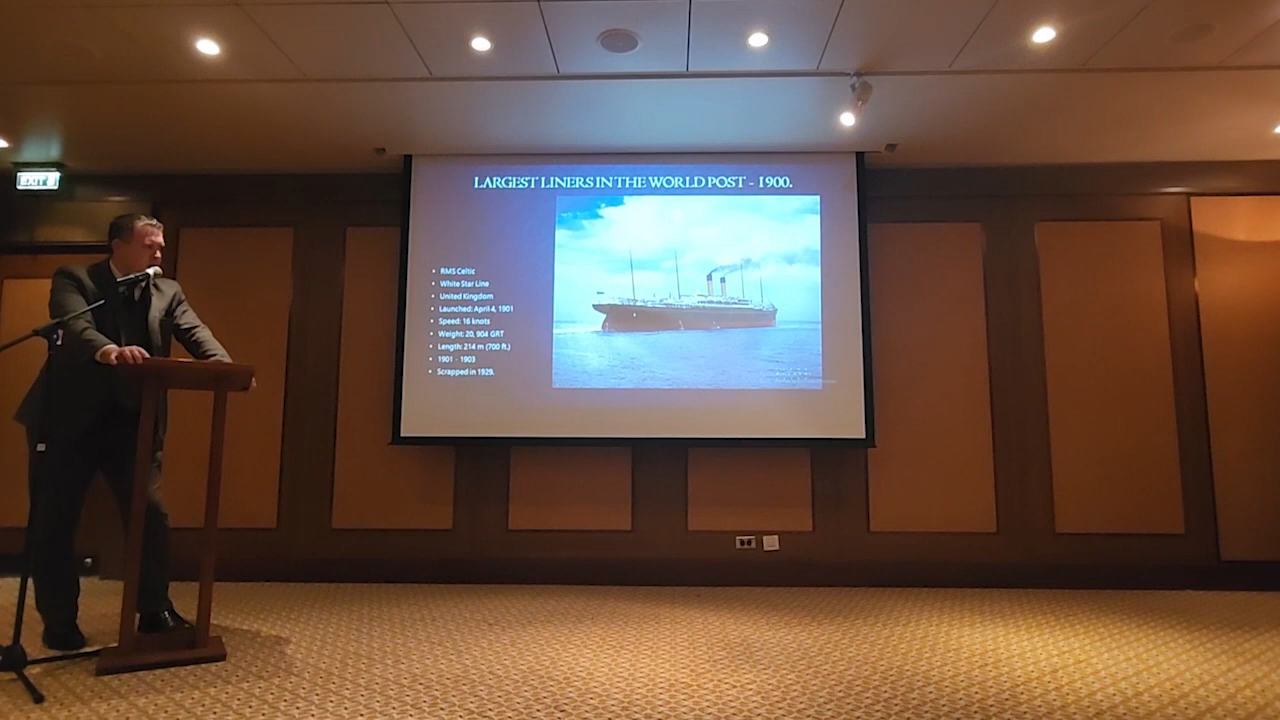 EXIT
LARGEST LINERS IN THE WORLD POST - 1900.
• RMS Celtic
• White Star Line
• United Kingdom
• Launched: April 4, 1901
• Speed: 16 knots
• Weight: 20, 904 GRT
• Length: 214 m (700 ft.)
• 1901 - 1903
• Scrapped in 1929.